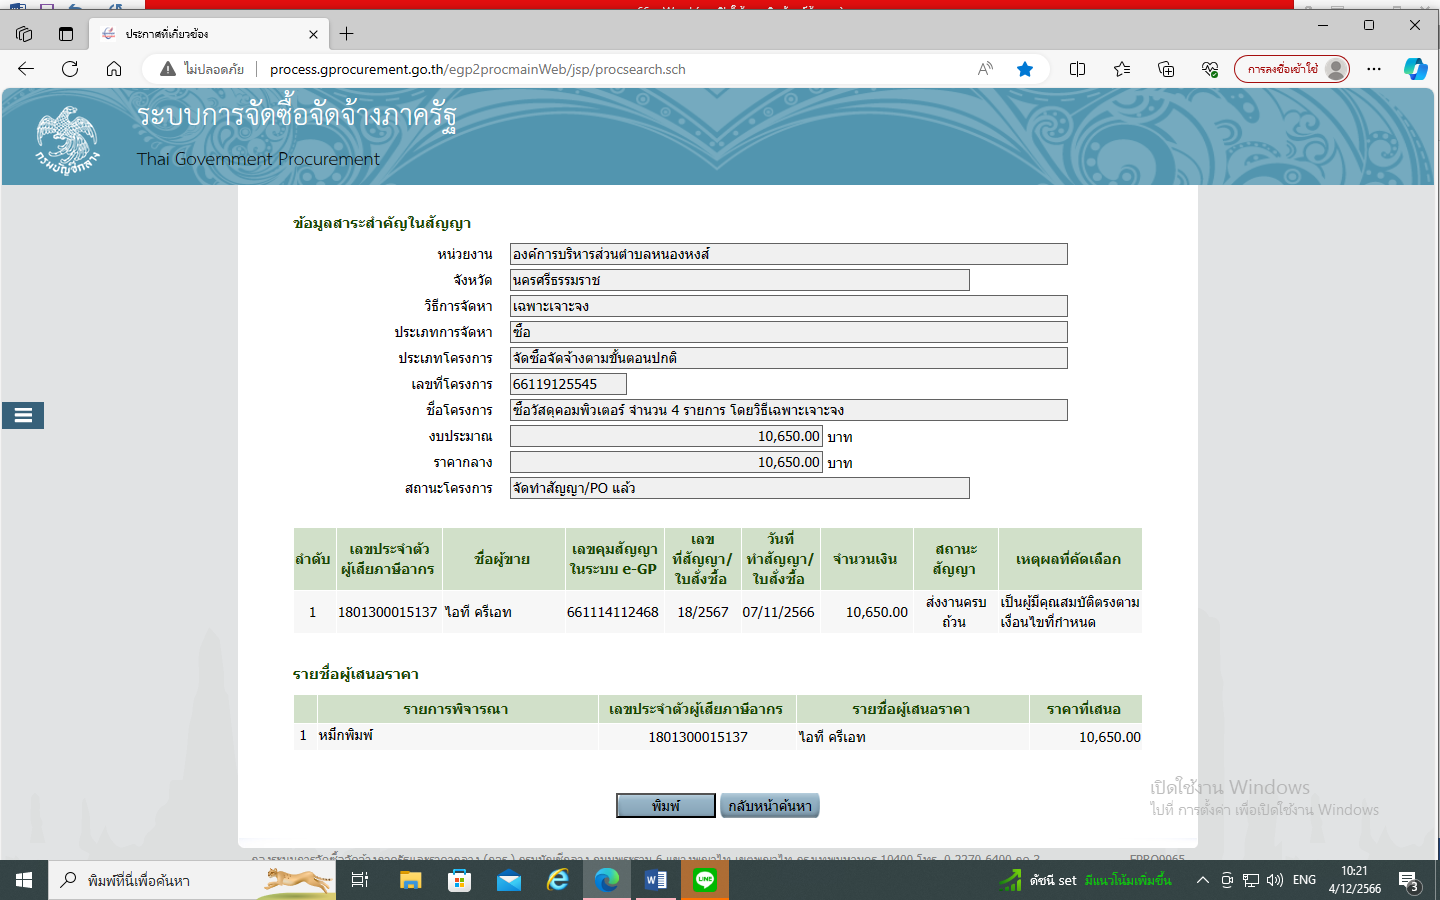 ประกาศที่เกี่ยวข้อง
ไม่ปลอดภัย
process.gprocurement.go.th/egp2procmainWeb/jsp/procsearch.sch
การลงชื่อเข้าใช้
ระบบการจัดซื้อจัดจ้างภาครัฐ
Thai Government Procurement
กรมบัญชีกลาง
ข้อมูลสาระสำคัญในสัญญา
หน่วยงาน องค์การบริหารส่วนตำบลหนองหงส์
จังหวัด นครศรีธรรมราช
วิธีการจัดหา เฉพาะเจาะจง
ประเภทการจัดหา ซื้อ
ประเภทโครงการ จัดซื้อจัดจ้างตามขั้นตอนปกติ
เลขที่โครงการ 66119125545
ชื่อโครงการ ซื้อวัสดุคอมพิวเตอร์ จำนวน 4 รายการ โดยวิธีเฉพาะเจาะจง
งบประมาณ 10,650.00 บาท
ราคากลาง 10,650.00 บาท
สถานะโครงการ จัดทำสัญญา/PO แล้ว
ลำดับ เลขประจำตัวผู้เสียภาษีอากร ชื่อผู้ขาย เลขคุมสัญญาในระบบ e-GP เลขที่สัญญา/ใบสั่งซื้อ วันที่ทำสัญญา/ใบสั่งซื้อ จำนวนเงิน สถานะสัญญา เหตุผลที่คัดเลือก
1 1801300015137 ไอที ครีเอท 661114112468 18/2567 07/11/2566 10,650.00 ส่งงานครบถ้วน เป็นผู้มีคุณสมบัติตรงตามเงื่อนไขที่กำหนด
รายชื่อผู้เสนอราคา
รายการพิจารณา เลขประจำตัวผู้เสียภาษีอากร รายชื่อผู้เสนอราคา ราคาที่เสนอ
1 หมึกพิมพ์ 1801300015137 ไอที ครีเอท 10,650.00
พิมพ์ กลับหน้าค้นหา
เปิดใช้งาน Windows
ไปที่ การตั้งค่า เพื่อเปิดใช้งาน Windows
พิมพ์ที่นี่เพื่อค้นหา
ดัชนี set มีแนวโน้มเพิ่มขึ้น
ENG
10:21
4/12/2566
3